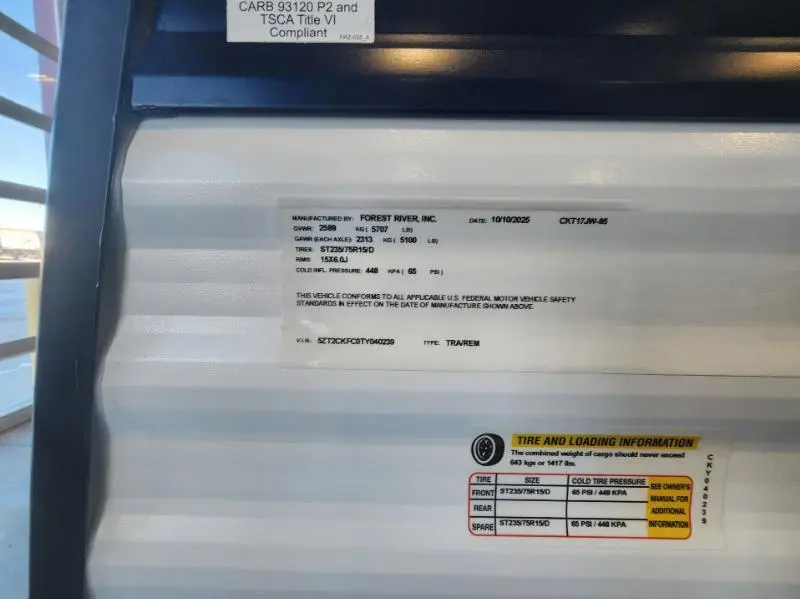 CARB 93120 P2 and
TSCA Title VI
Compliant
FRZ-035_A
MANUFACTURED BY: FOREST RIVER, INC. DATE: 10/10/2025 CKT17JW-95
GVWR: 2589 KG ( 5707 LB)
GAWR (EACH AXLE): 2313 KG ( 5100 LB)
TIRES: ST235/75R15/D
RIMS: 15X6.0J
COLD INFL. PRESSURE: 448 KPA ( 65 PSI )
THIS VEHICLE CONFORMS TO ALL APPLICABLE U.S. FEDERAL MOTOR VEHICLE SAFETY
STANDARDS IN EFFECT ON THE DATE OF MANUFACTURE SHOWN ABOVE.
V.I.N.: 5ZT2CKFC0TY040239 TYPE: TRA/REM
TIRE AND LOADING INFORMATION
The combined weight of cargo should never exceed
643 kgs or 1417 lbs.
TIRE SIZE COLD TIRE PRESSURE
FRONT ST235/75R15/D 65 PSI / 448 KPA
REAR
SPARE ST235/75R15/D 65 PSI / 448 KPA
SEE OWNER'S
MANUAL FOR
ADDITIONAL
INFORMATION
CKY040239